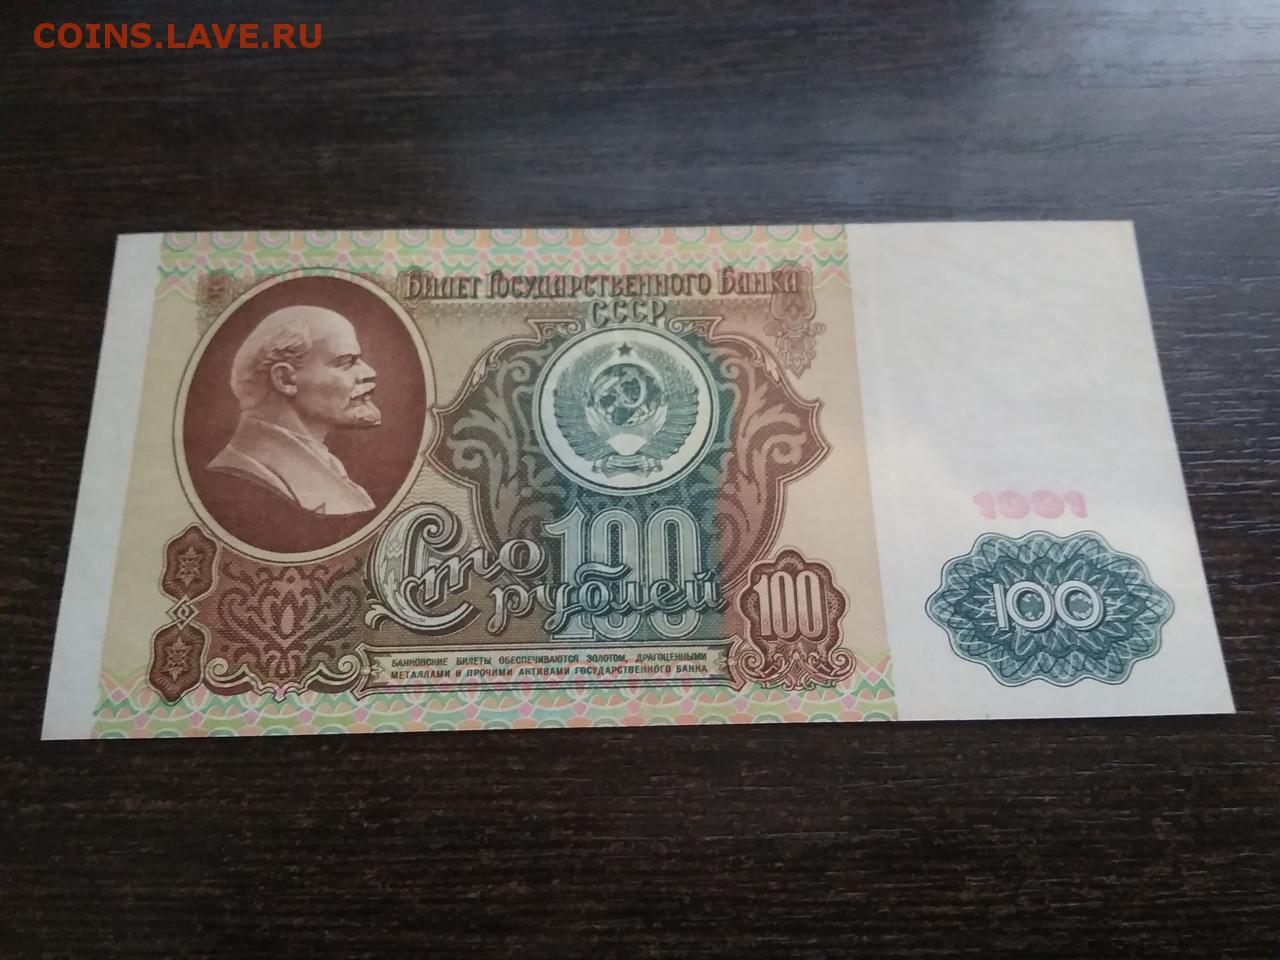 COINS.LAVE.RU
Билет Государственного Банка
СССР
1991
Сто 100
рублей
100
100
БАНКОВСКИЕ БИЛЕТЫ ОБЕСПЕЧИВАЮТСЯ ЗОЛОТОМ, ДРАГОЦЕННЫМИ
МЕТАЛЛАМИ И ПРОЧИМИ АКТИВАМИ ГОСУДАРСТВЕННОГО БАНКА